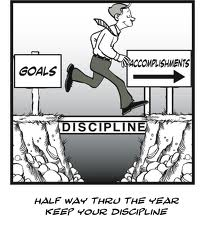 GOALS
ACCOMPLISHMENTS
DISCIPLINE
HALF WAY THRU THE YEAR
KEEP YOUR DISCIPLINE